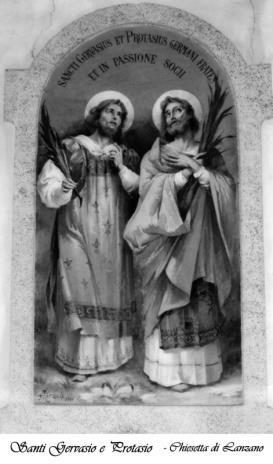 SANCTI GERVASIUS ET PROTASIUS GERMANI FRATRES
ET IN PASSIONE SOCII
Santi Gervasio e Protasio - Chiesetta di Lanzano